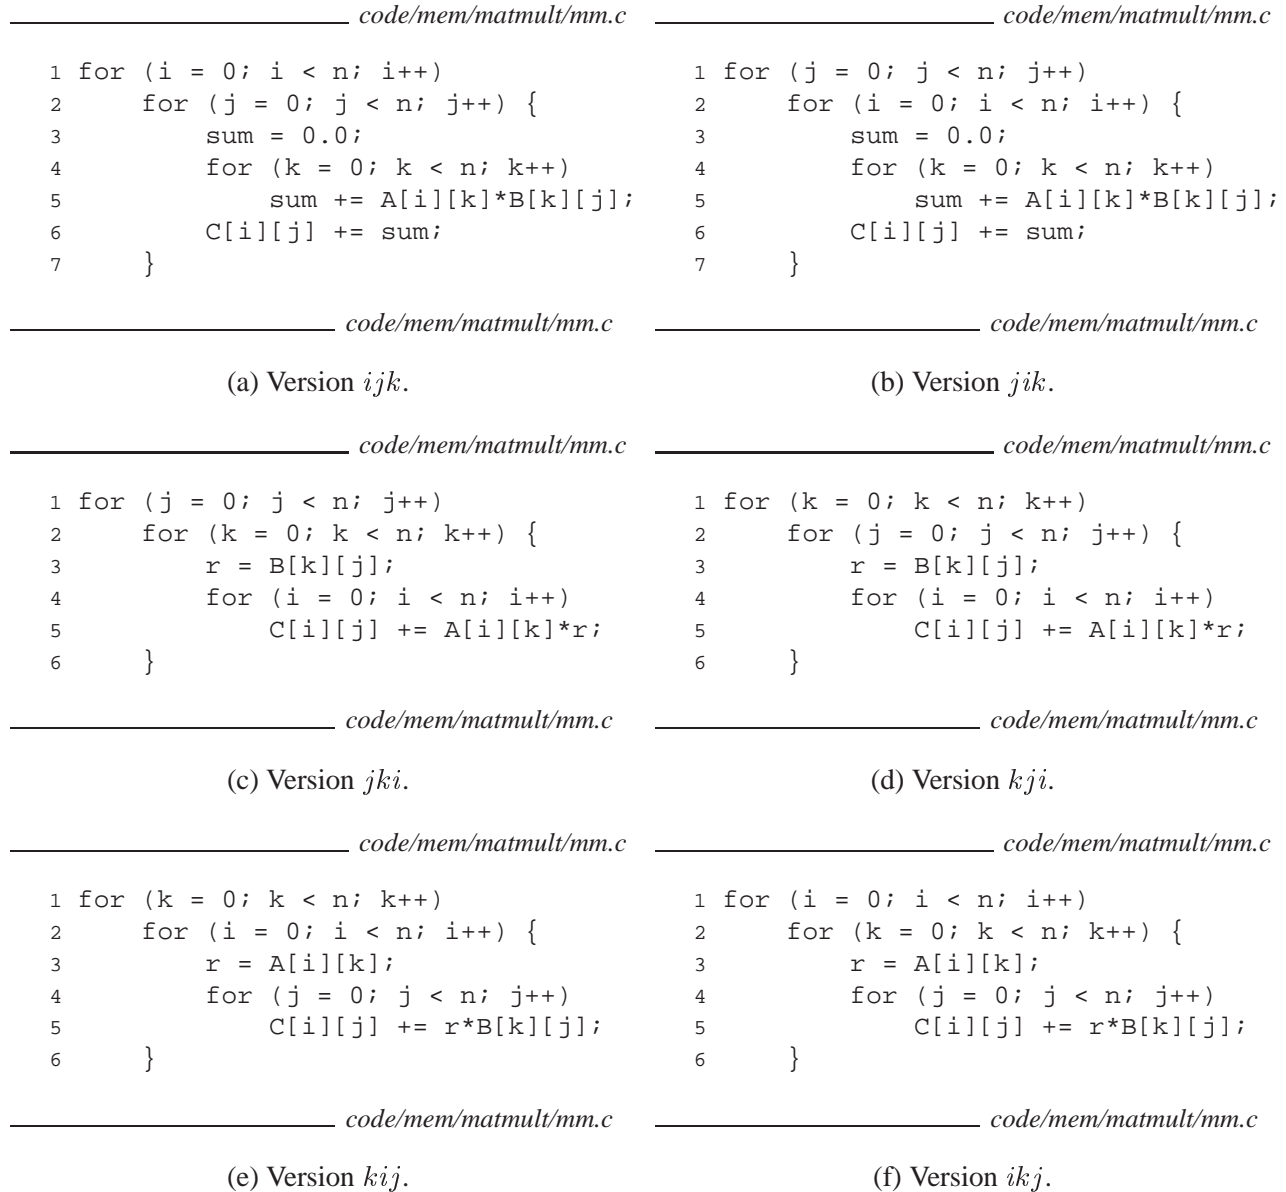 code/mem/matmult/mm.c
1 for (i = 0; i < n; i++)
2     for (j = 0; j < n; j++) {
3         sum = 0.0;
4         for (k = 0; k < n; k++)
5             sum += A[i][k]*B[k][j];
6         C[i][j] += sum;
7     }
code/mem/matmult/mm.c
(a) Version ijk.
code/mem/matmult/mm.c
1 for (j = 0; j < n; j++)
2     for (i = 0; i < n; i++) {
3         sum = 0.0;
4         for (k = 0; k < n; k++)
5             sum += A[i][k]*B[k][j];
6         C[i][j] += sum;
7     }
code/mem/matmult/mm.c
(b) Version jik.
code/mem/matmult/mm.c
1 for (j = 0; j < n; j++)
2     for (k = 0; k < n; k++) {
3         r = B[k][j];
4         for (i = 0; i < n; i++)
5             C[i][j] += A[i][k]*r;
6     }
code/mem/matmult/mm.c
(c) Version jki.
code/mem/matmult/mm.c
1 for (k = 0; k < n; k++)
2     for (j = 0; j < n; j++) {
3         r = B[k][j];
4         for (i = 0; i < n; i++)
5             C[i][j] += A[i][k]*r;
6     }
code/mem/matmult/mm.c
(d) Version kji.
code/mem/matmult/mm.c
1 for (k = 0; k < n; k++)
2     for (i = 0; i < n; i++) {
3         r = A[i][k];
4         for (j = 0; j < n; j++)
5             C[i][j] += r*B[k][j];
6     }
code/mem/matmult/mm.c
(e) Version kij.
code/mem/matmult/mm.c
1 for (i = 0; i < n; i++)
2     for (k = 0; k < n; k++) {
3         r = A[i][k];
4         for (j = 0; j < n; j++)
5             C[i][j] += r*B[k][j];
6     }
code/mem/matmult/mm.c
(f) Version ikj.